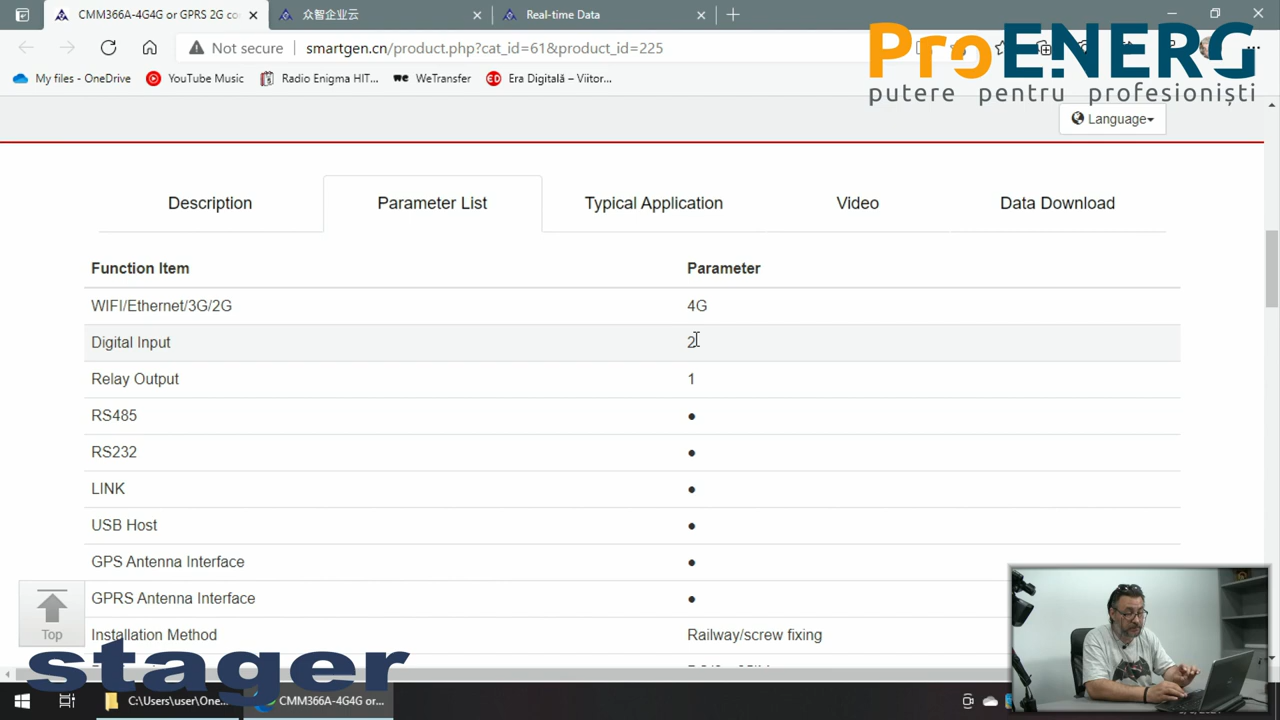 CMM366A-4G4G or GPRS 2G co
众智企业云
Real-time Data
Not secure
smartgen.cn/product.php?cat_id=61&product_id=225
My files - OneDrive
YouTube Music
Radio Enigma HIT...
WeTransfer
Era Digitală – Viitor...
ProENERG
putere pentru profesioniști
Language
Description
Parameter List
Typical Application
Video
Data Download
Function Item
Parameter
WIFI/Ethernet/3G/2G
4G
Digital Input
2
Relay Output
1
RS485
●
RS232
●
LINK
●
USB Host
●
GPS Antenna Interface
●
GPRS Antenna Interface
●
Installation Method
Railway/screw fixing
Top
stager
C:\Users\user\One...
CMM366A-4G4G or...